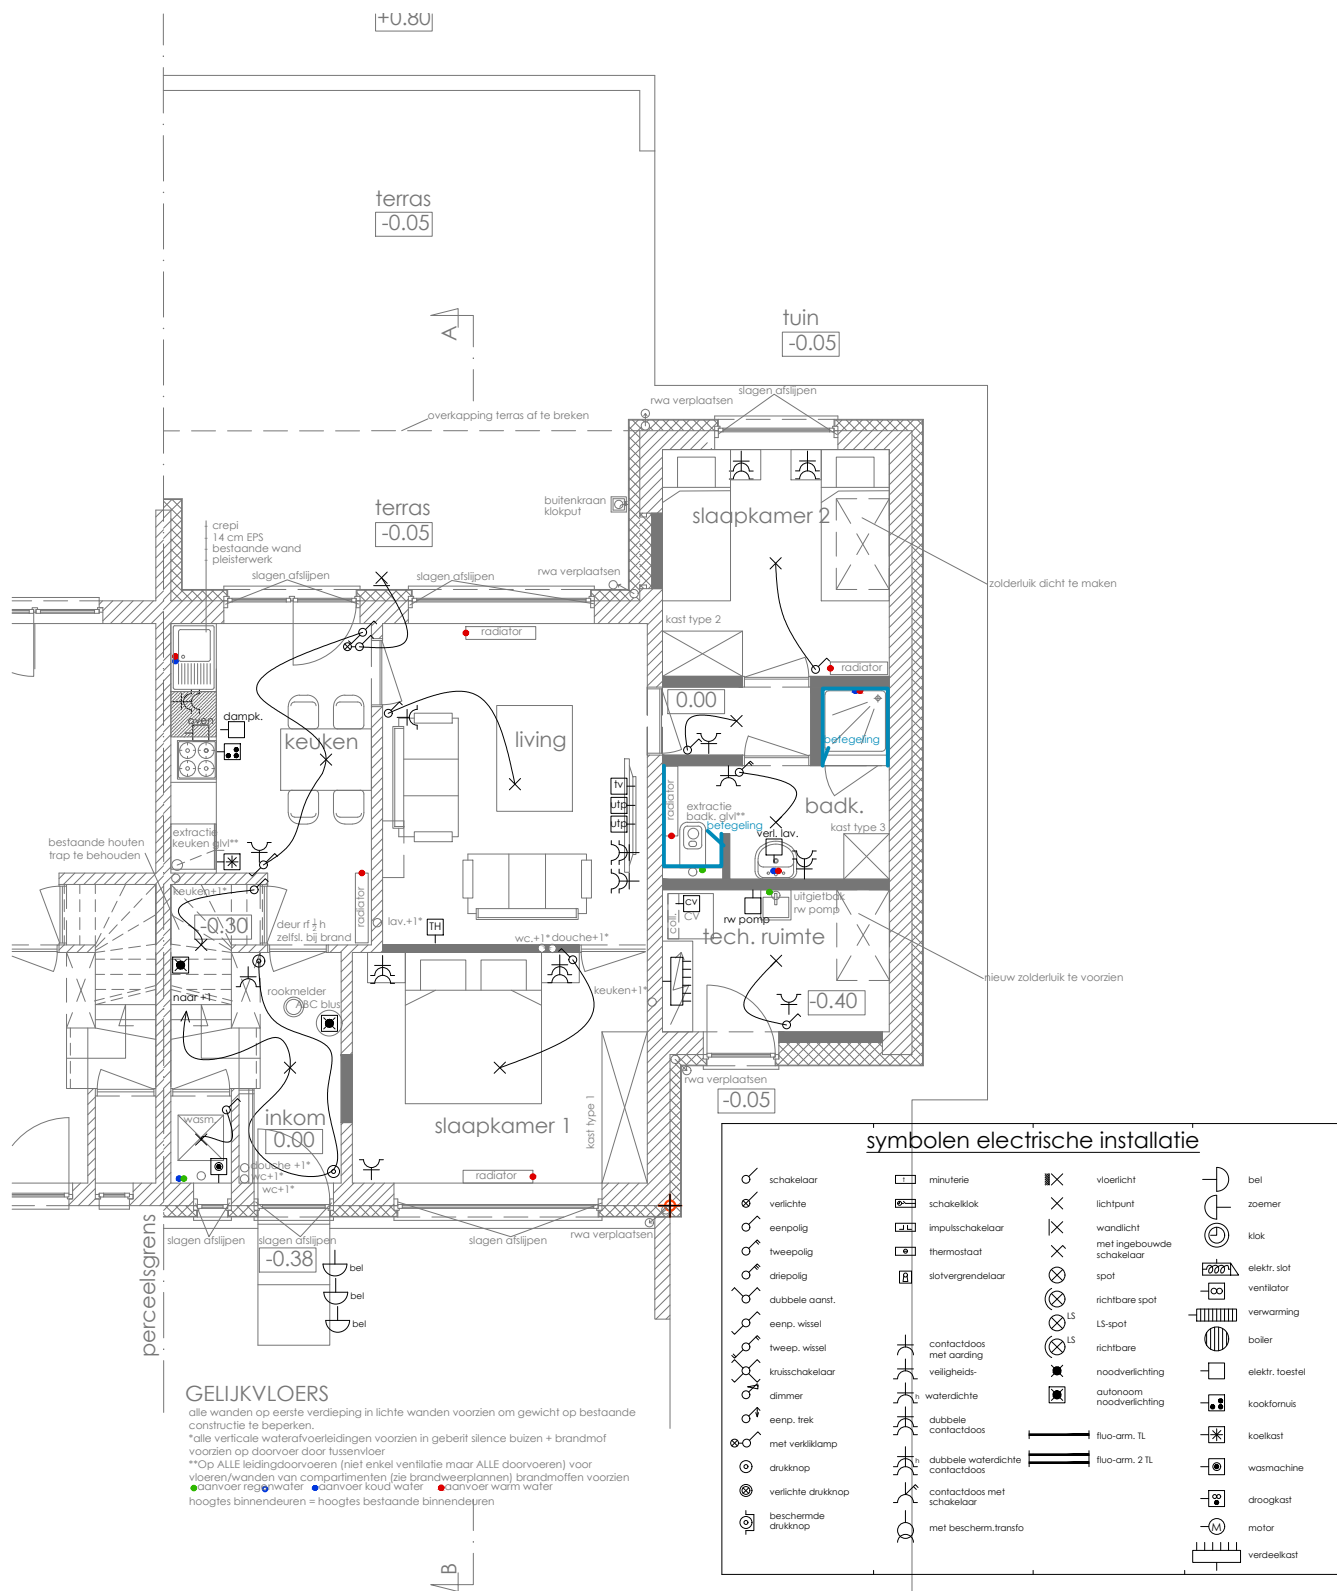 +0.80
terras
-0.05
A
tuin
-0.05
rwa verplaatsen
slagen afslijpen
overkapping terras af te breken
terras
-0.05
buitenkraan
klokput
slaapkamer 2
crepi
14 cm EPS
bestaande wand
pleisterwerk
slagen afslijpen
slagen afslijpen
rwa verplaatsen
zolderluik dicht te maken
kast type 2
radiator
radiator
0.00
oven
dampk.
keuken
living
befegeling
tv
utp
utp
radiator
extractie
badk. glvl**
befegeling
badk.
verl. lav.
kast type 3
bestaande houten
trap te behouden
extractie
keuken glvl**
keuken+1*
-0.30
deur rf ½ h
zelfsl. bij brand
radiator
lav.+1*
TH
wc.+1*
douche+1*
coll.
CV
CV
rw pomp
uitgietbak
rw pomp
tech. ruimte
nieuw zolderluik te voorzien
-0.40
naar +1
rookmelder
ABC blus
keuken+1*
rwa verplaatsen
-0.05
wasm.
inkom
0.00
douche +1*
wc+1*
wc+1*
slaapkamer 1
kast type 1
radiator
slagen afslijpen
slagen afslijpen
slagen afslijpen
rwa verplaatsen
-0.38
bel
bel
bel
perceelsgrens
GELIJKVLOERS
alle wanden op eerste verdieping in lichte wanden voorzien om gewicht op bestaande
constructie te beperken.
*alle verticale waterafvoerleidingen voorzien in geberit silence buizen + brandmof
voorzien op doorvoer door tussenvloer
**Op ALLE leidingdoorvoeren (niet enkel ventilatie maar ALLE doorvoeren) voor
vloeren/wanden van compartimenten (zie brandweerplannen) brandmoffen voorzien
aanvoer regenwater aanvoer koud water aanvoer warm water
hoogtes binnendeuren = hoogtes bestaande binnendeuren
B
symbolen electrische installatie
schakelaar
verlichte
eenpolig
tweepolig
driepolig
dubbele aanst.
eenp. wissel
tweep. wissel
kruisschakelaar
dimmer
eenp. trek
met verkliklamp
drukknop
verlichte drukknop
beschermde
drukknop
minuterie
schakelklok
impulsschakelaar
thermostaat
slotvergrendelaar
contactdoos
met aarding
veiligheids-
h waterdichte
dubbele
contactdoos
h dubbele waterdichte
contactdoos
contactdoos met
schakelaar
met bescherm.transfo
vloerlicht
lichtpunt
wandlicht
met ingebouwde
schakelaar
spot
richtbare spot
LS LS-spot
LS richtbare
noodverlichting
autonoom
noodverlichting
fluo-arm. TL
fluo-arm. 2 TL
bel
zoemer
klok
elektr. slot
ventilator
verwarming
boiler
elektr. toestel
kookfornuis
koelkast
wasmachine
droogkast
M motor
verdeelkast